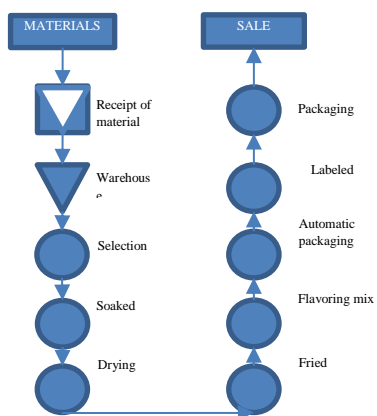 MATERIALS
Receipt of
material
Warehous
e
Selection
Soaked
Drying
SALE
Packaging
Labeled
Automatic
packaging
Flavoring mix
Fried